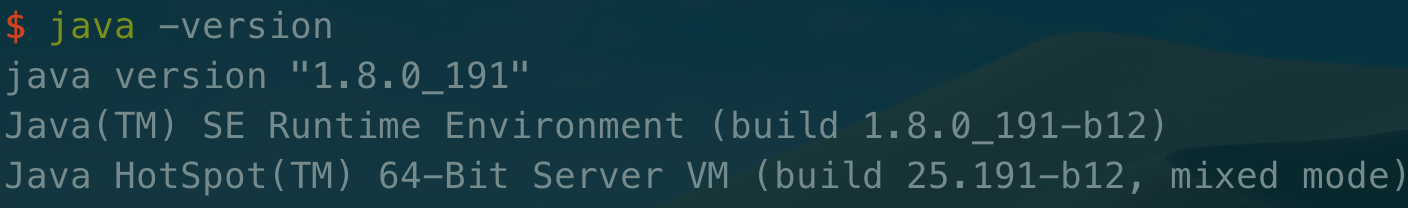 $ java -version
java version "1.8.0_191"
Java(TM) SE Runtime Environment (build 1.8.0_191-b12)
Java HotSpot(TM) 64-Bit Server VM (build 25.191-b12, mixed mode)